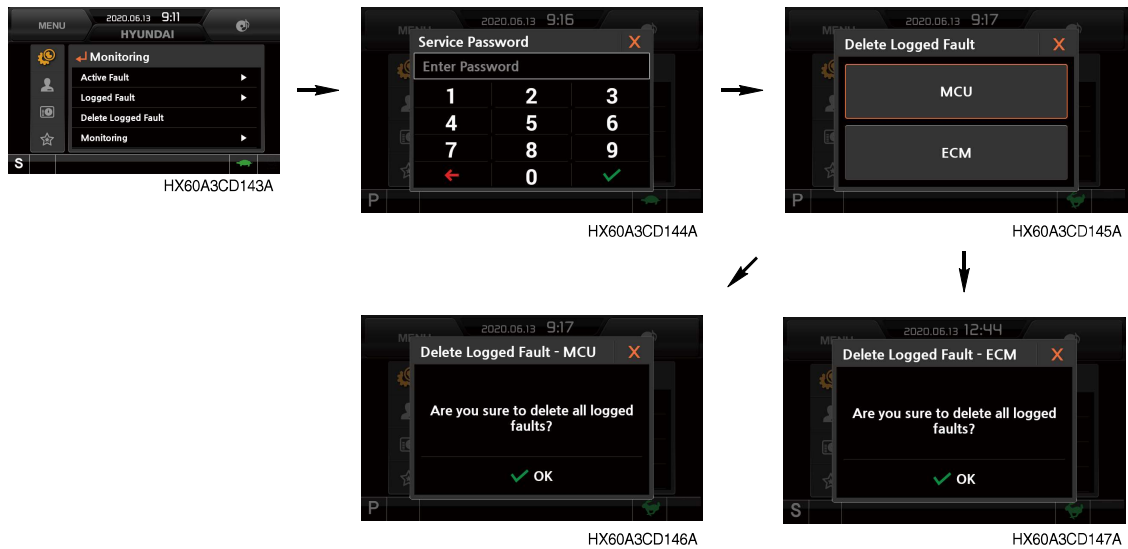 MENU
2020.06.13 9:11
HYUNDAI
Monitoring
Active Fault
Logged Fault
Delete Logged Fault
Monitoring
S
HX60A3CD143A
2020.06.13 9:16
Service Password X
Enter Password
1 2 3
4 5 6
7 8 9
0
P
HX60A3CD144A
2020.06.13 9:17
Delete Logged Fault X
MCU
ECM
P
HX60A3CD145A
2020.06.13 9:17
Delete Logged Fault - MCU X
Are you sure to delete all logged
faults?
OK
P
HX60A3CD146A
2020.06.13 12:44
Delete Logged Fault - ECM X
Are you sure to delete all logged
faults?
OK
S
HX60A3CD147A